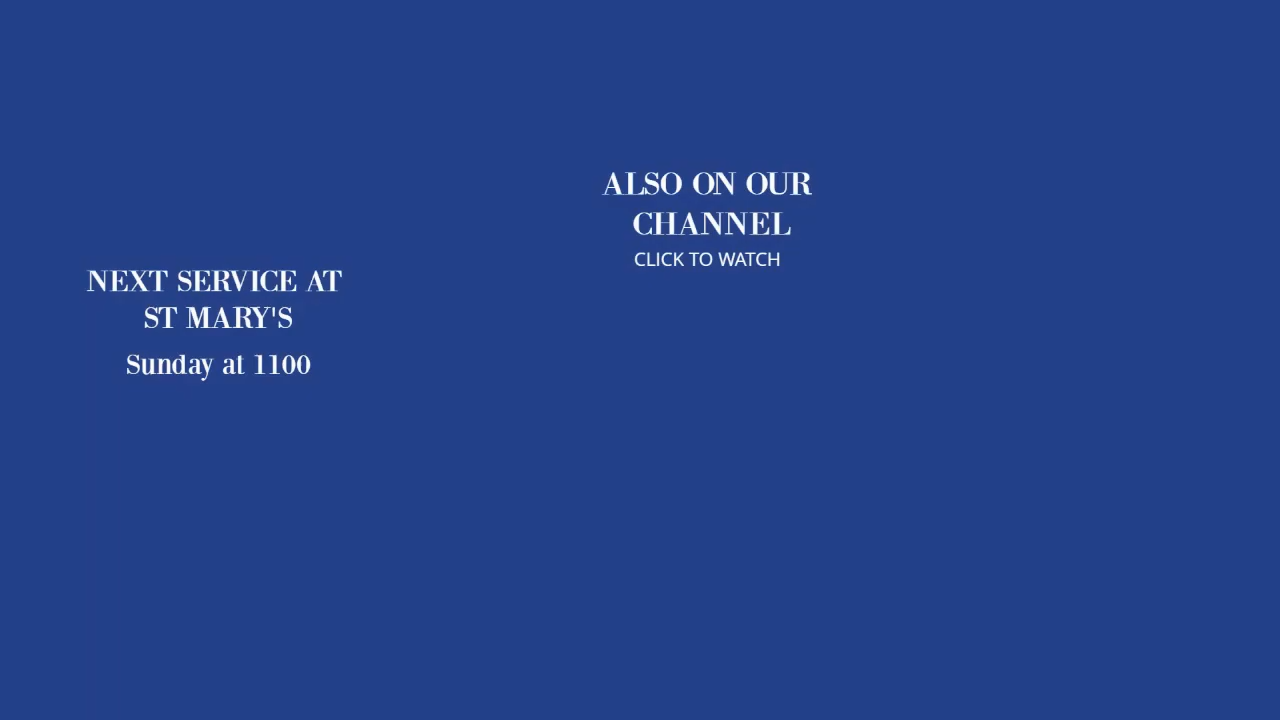 NEXT SERVICE AT
ST MARY'S
Sunday at 1100
ALSO ON OUR
CHANNEL
CLICK TO WATCH